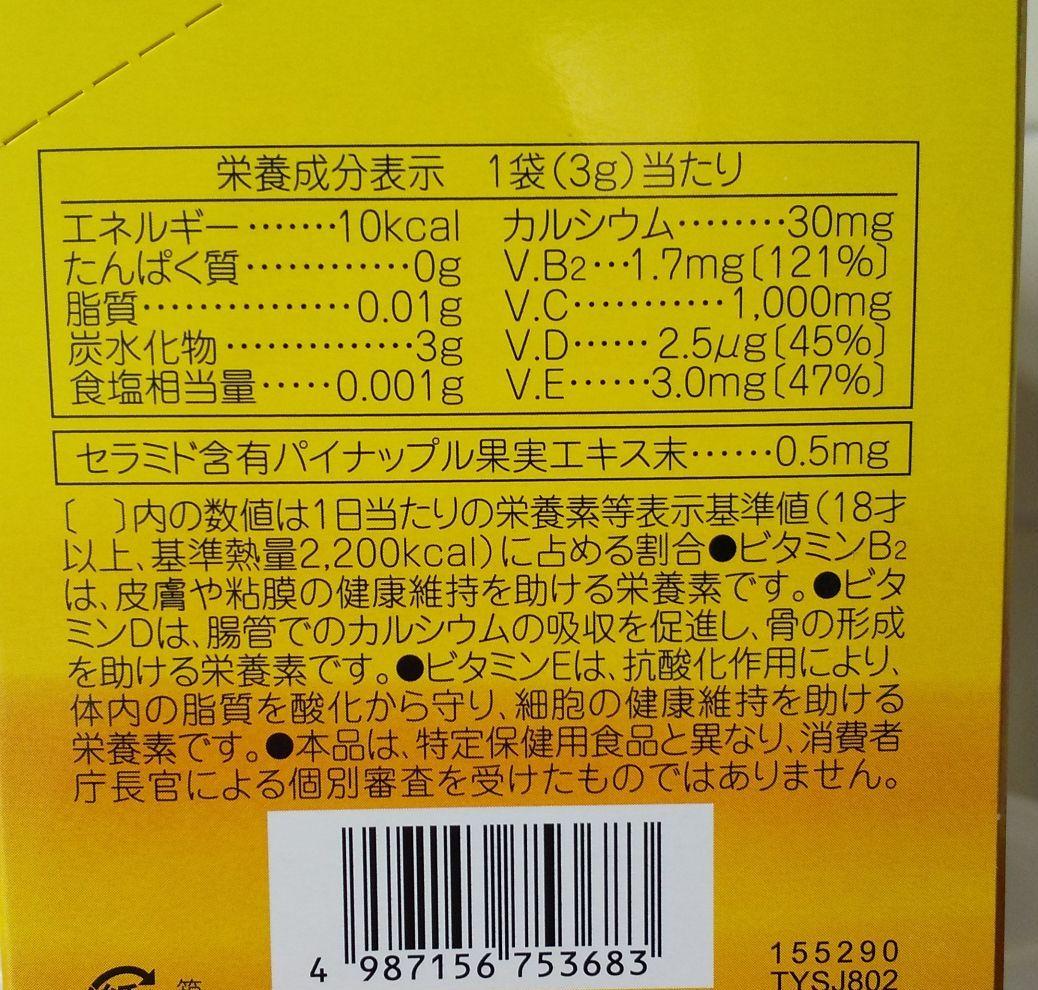 栄養成分表示 1袋(3g)当たり
エネルギー………10kcal カルシウム………30mg
たんぱく質…………0g V.B2…1.7mg〔121%〕
脂質………………0.01g V.C…………1,000mg
炭水化物……………3g V.D……2.5μg〔45%〕
食塩相当量……0.001g V.E……3.0mg〔47%〕
セラミド含有パイナップル果実エキス末……0.5mg
〔 〕内の数値は1日当たりの栄養素等表示基準値(18才
以上、基準熱量2,200kcal)に占める割合●ビタミンB2
は、皮膚や粘膜の健康維持を助ける栄養素です。●ビタ
ミンDは、腸管でのカルシウムの吸収を促進し、骨の形成
を助ける栄養素です。●ビタミンEは、抗酸化作用により、
体内の脂質を酸化から守り、細胞の健康維持を助ける
栄養素です。●本品は、特定保健用食品と異なり、消費者
庁長官による個別審査を受けたものではありません。
4 987156 753683
155290
TYSJ802